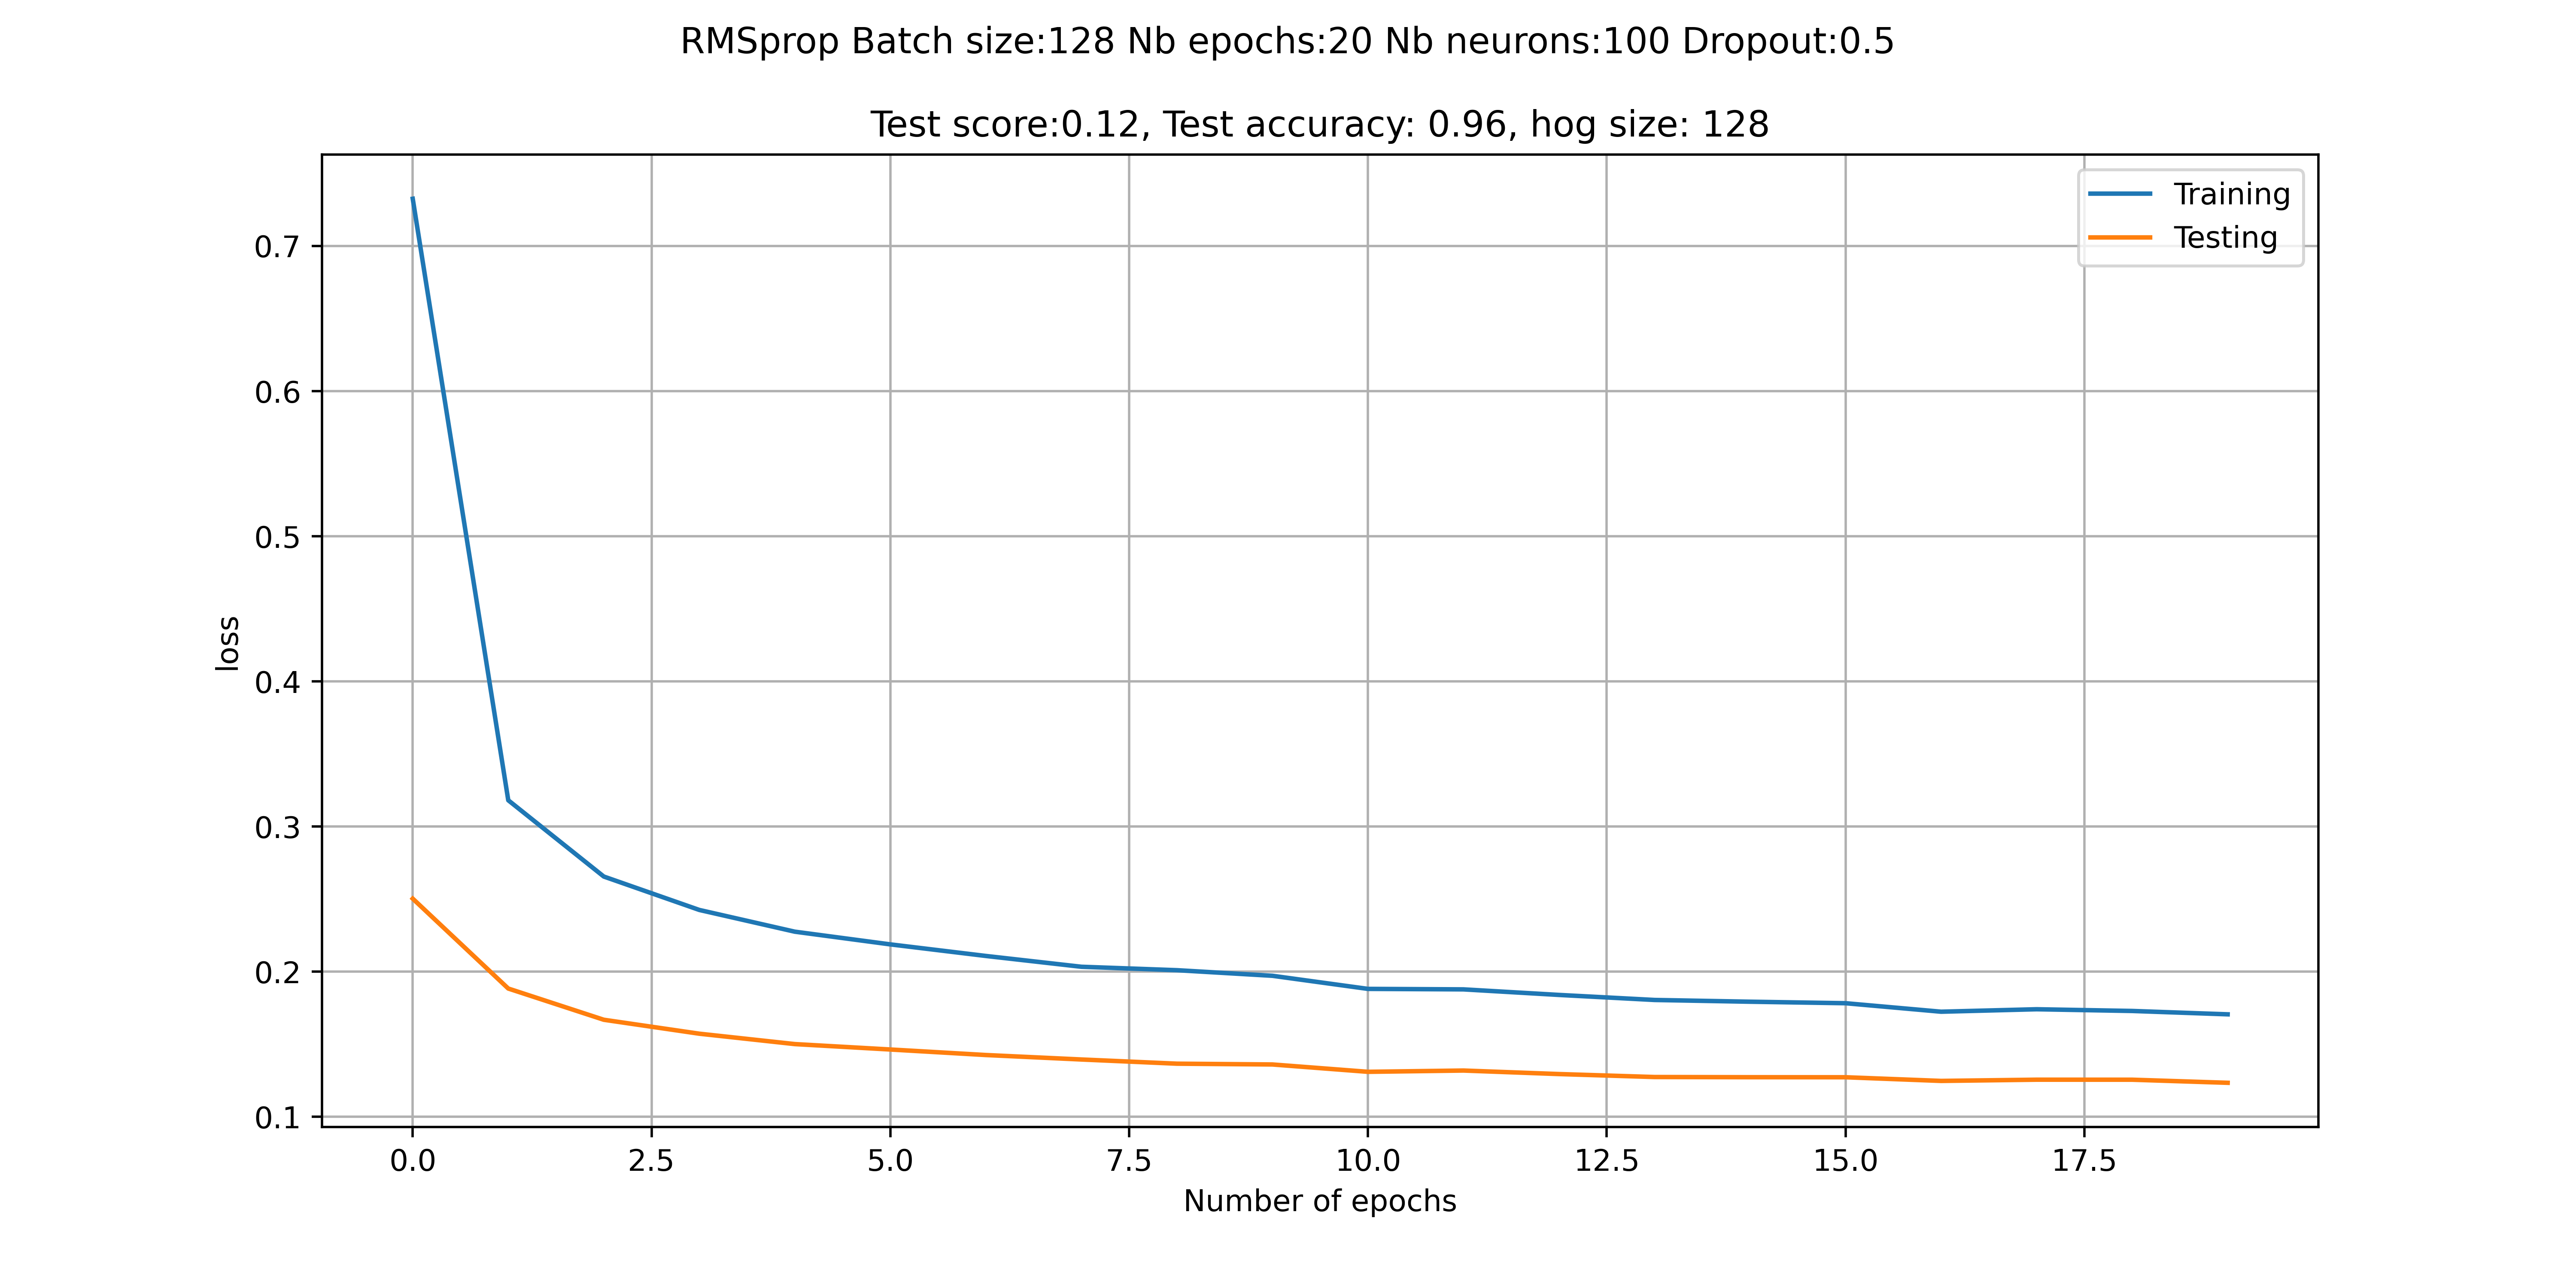 RMSprop Batch size:128 Nb epochs:20 Nb neurons:100 Dropout:0.5
Test score:0.12, Test accuracy: 0.96, hog size: 128
Training
Testing
0.7
0.6
0.5
0.4
0.3
0.2
0.1
loss
0.0 2.5 5.0 7.5 10.0 12.5 15.0 17.5
Number of epochs